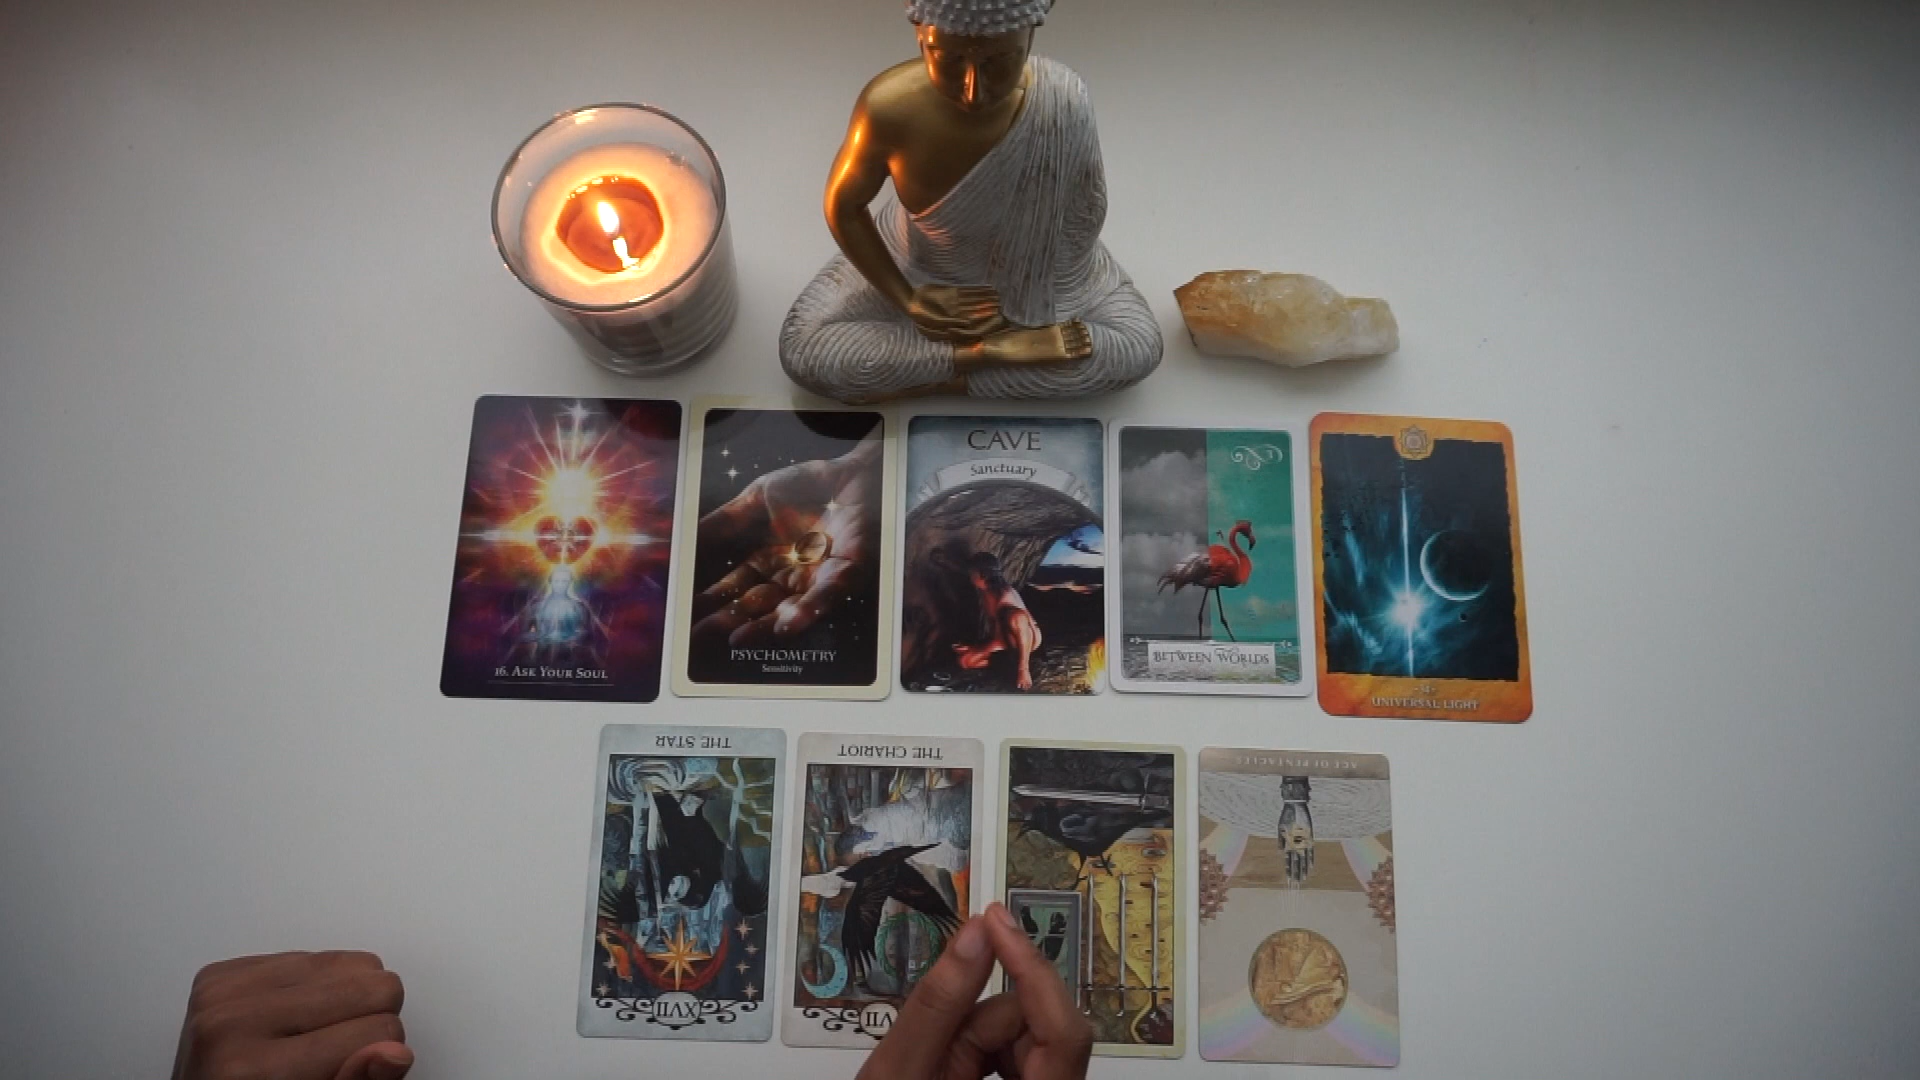 CAVE
Sanctuary
16. ASK YOUR SOUL
PSYCHOMETRY
Sensitivity
BETWEEN WORLDS
UNIVERSAL LIGHT
THE STAR
THE CHARIOT
ACE OF PENTACLES
XVII
VII